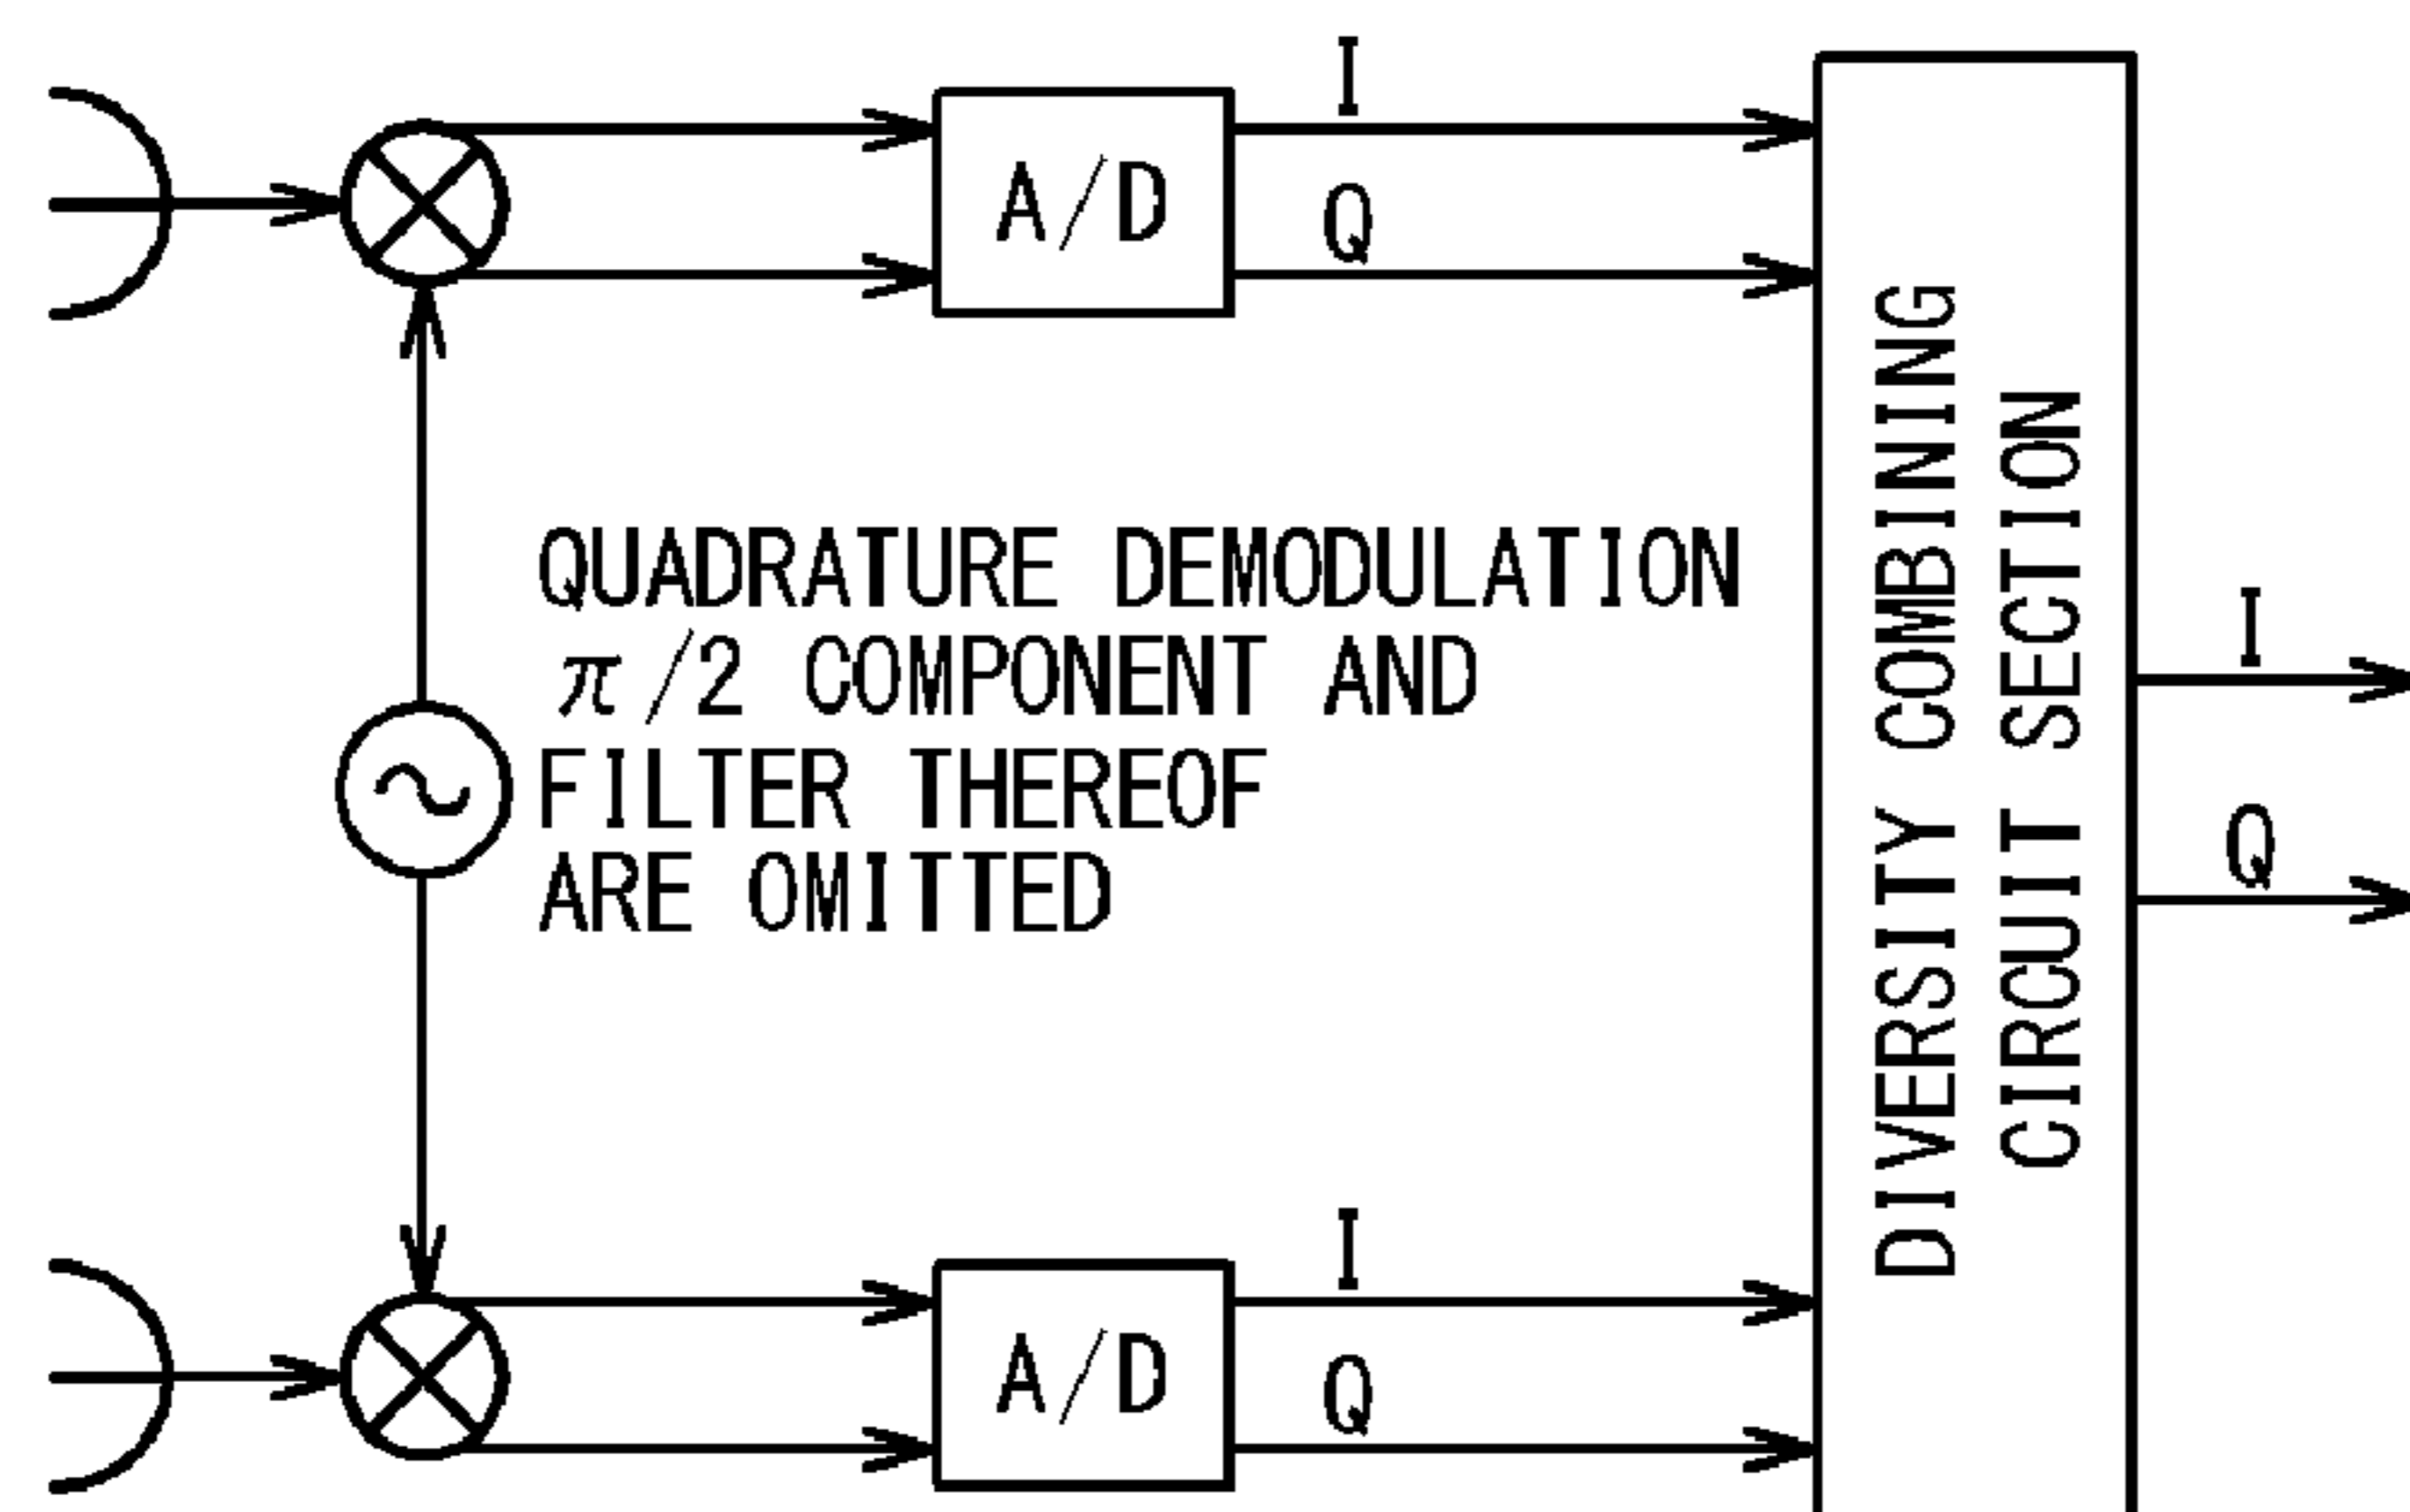 I
A/D
Q
QUADRATURE DEMODULATION
π/2 COMPONENT AND
FILTER THEREOF
ARE OMITTED
DIVERSITY COMBINING
CIRCUIT SECTION
I
Q
I
A/D
Q